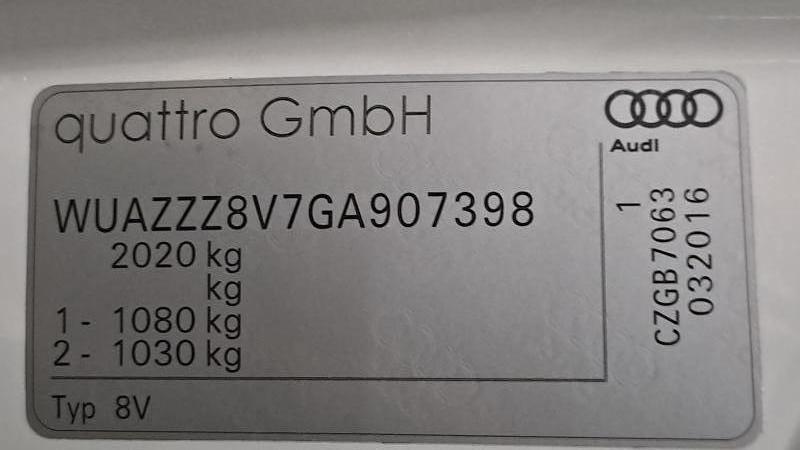 quattro GmbH
Audi
WUAZZZ8V7GA907398
2020 kg
kg
1 - 1080 kg
2 - 1030 kg
Typ 8V
1
CZGB7063
032016